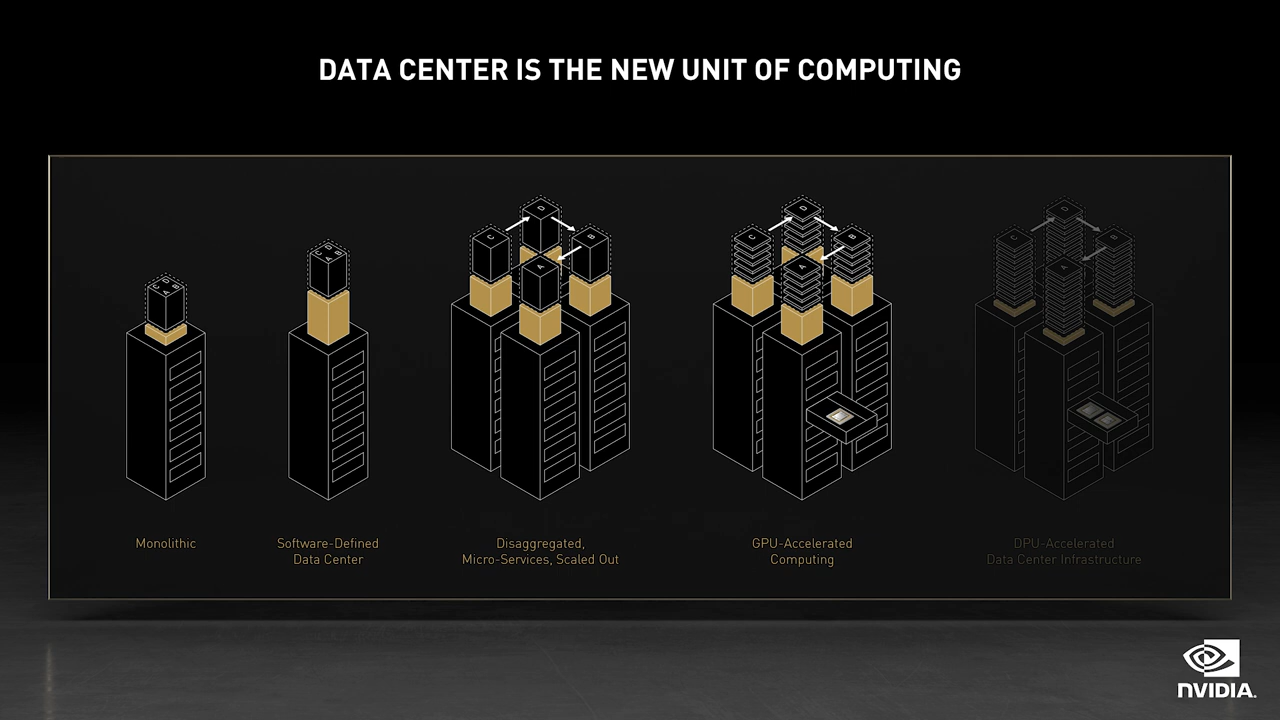 DATA CENTER IS THE NEW UNIT OF COMPUTING
C D
A B
C D
A B
D
C
B
A
D
C
B
A
D
C
B
A
Monolithic
Software-Defined
Data Center
Disaggregated,
Micro-Services, Scaled Out
GPU-Accelerated
Computing
DPU-Accelerated
Data Center Infrastructure
NVIDIA.